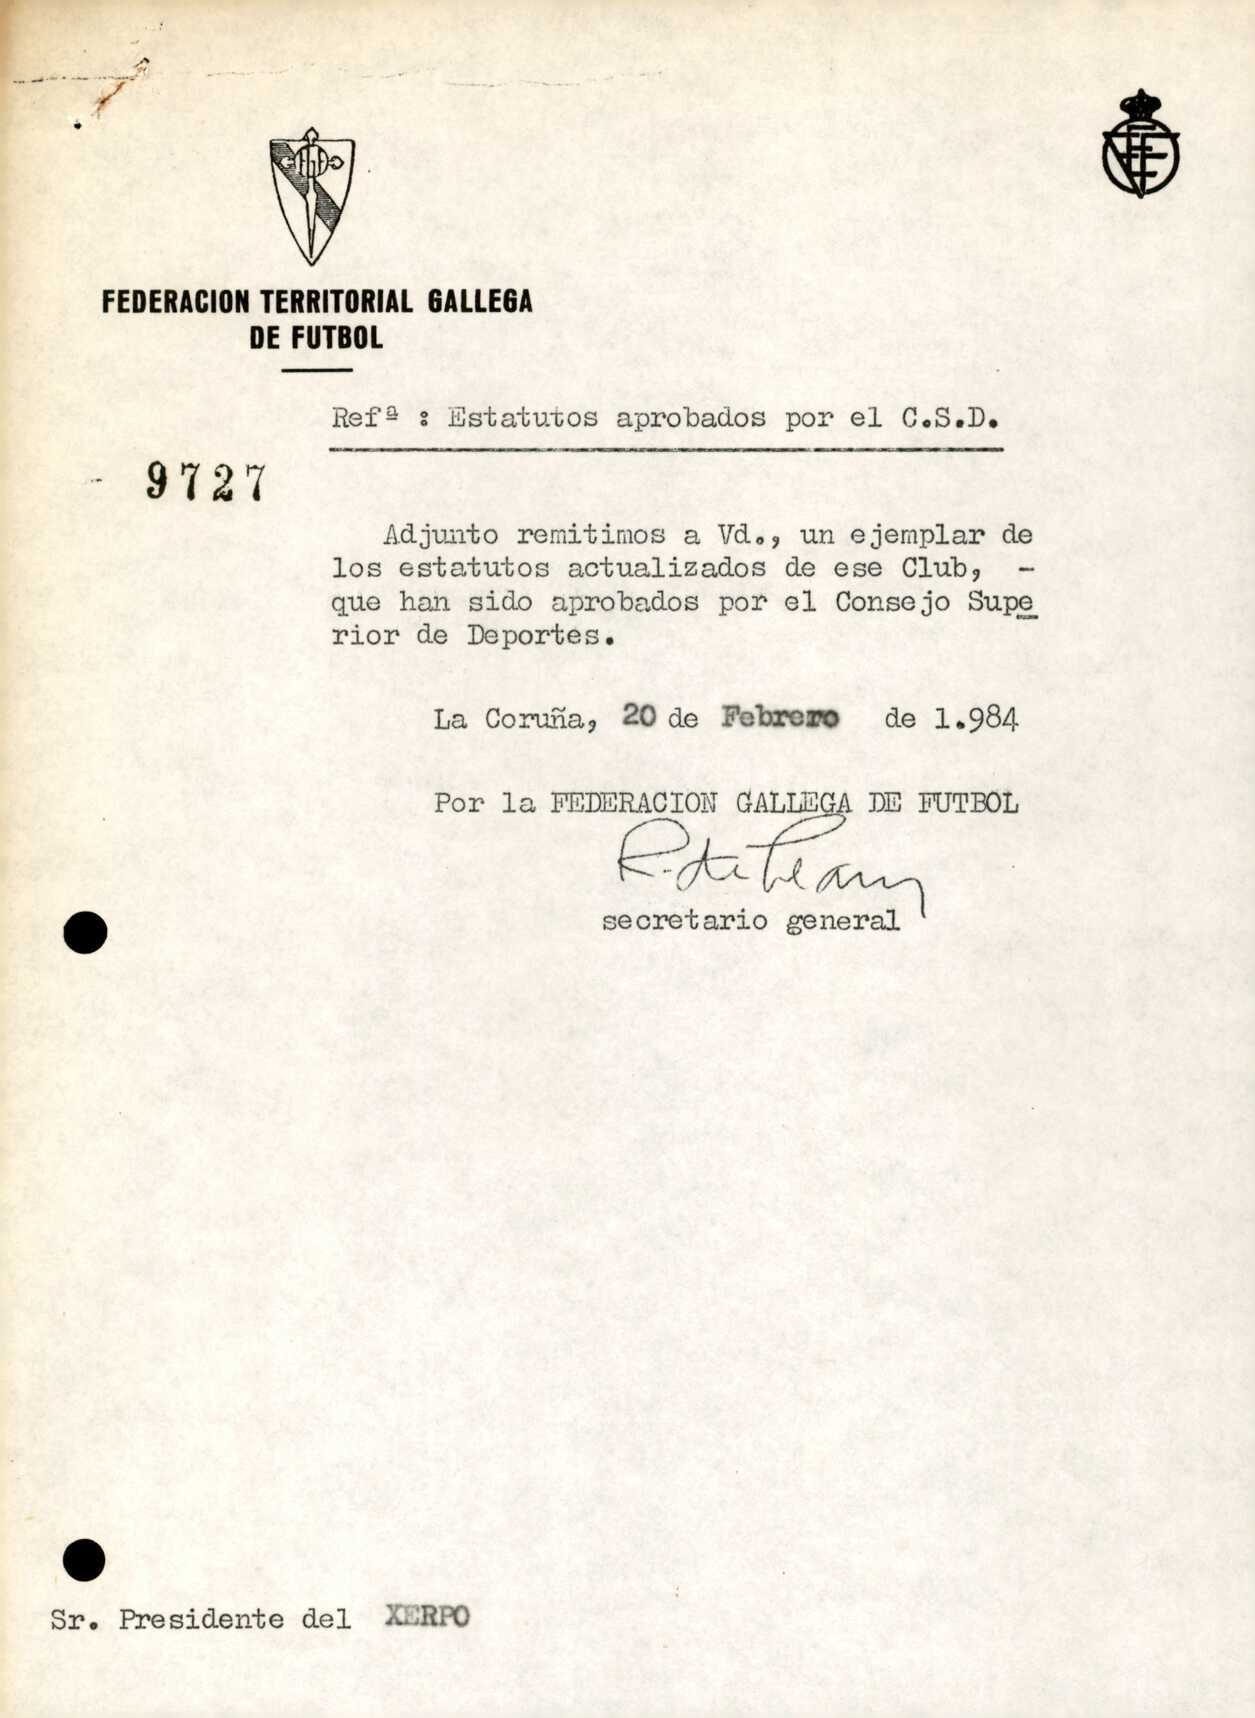 FEDERACION TERRITORIAL GALLEGA
DE FUTBOL
Refª : Estatutos aprobados por el C.S.D.
9727
Adjunto remitimos a Vd., un ejemplar de
los estatutos actualizados de ese Club, -
que han sido aprobados por el Consejo Supe
rior de Deportes.
La Coruña, 20 de Febrero de 1.984
Por la FEDERACION GALLEGA DE FUTBOL
secretario general
Sr. Presidente del XERPO